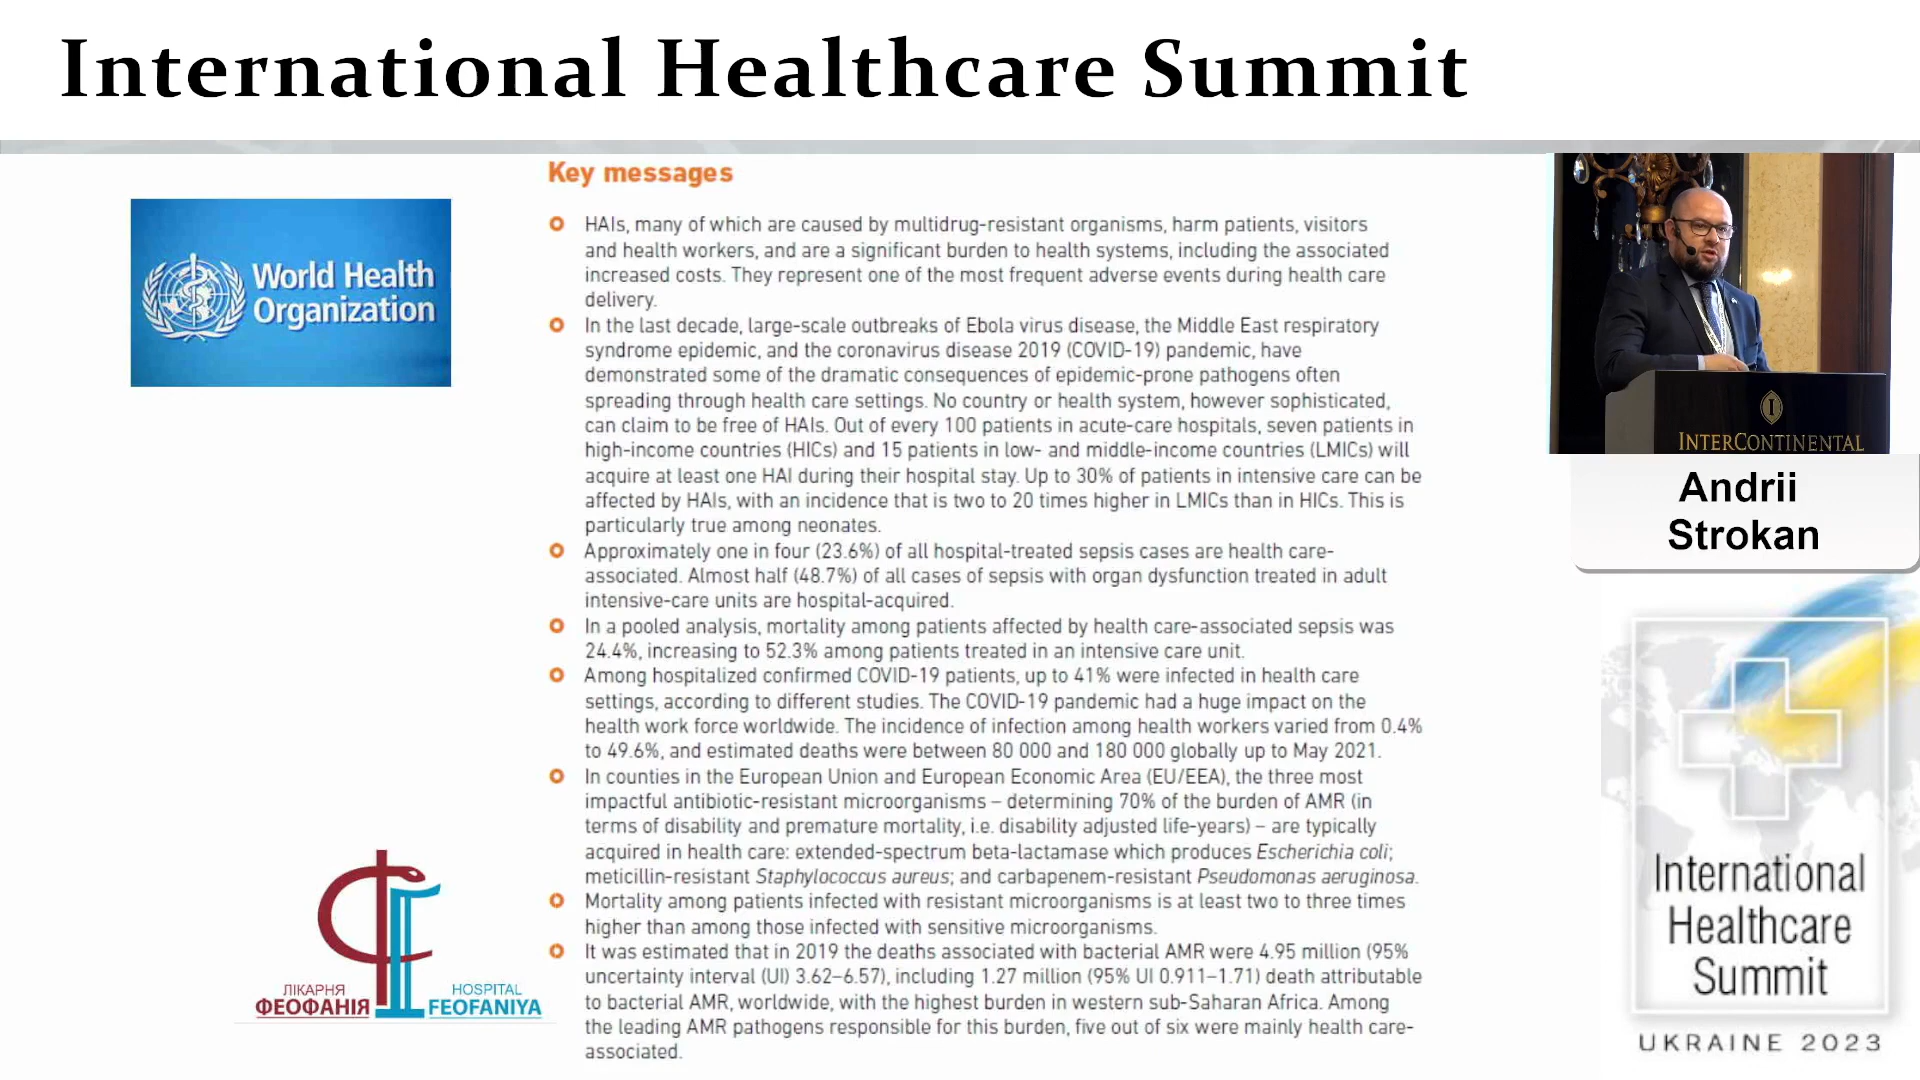 International Healthcare Summit
World Health
Organization
Key messages
HAIs, many of which are caused by multidrug-resistant organisms, harm patients, visitors
and health workers, and are a significant burden to health systems, including the associated
increased costs. They represent one of the most frequent adverse events during health care
delivery.
In the last decade, large-scale outbreaks of Ebola virus disease, the Middle East respiratory
syndrome epidemic, and the coronavirus disease 2019 (COVID-19) pandemic, have
demonstrated some of the dramatic consequences of epidemic-prone pathogens often
spreading through health care settings. No country or health system, however sophisticated,
can claim to be free of HAIs. Out of every 100 patients in acute-care hospitals, seven patients in
high-income countries (HICs) and 15 patients in low- and middle-income countries (LMICs) will
acquire at least one HAI during their hospital stay. Up to 30% of patients in intensive care can be
affected by HAIs, with an incidence that is two to 20 times higher in LMICs than in HICs. This is
particularly true among neonates.
Approximately one in four (23.6%) of all hospital-treated sepsis cases are health care-
associated. Almost half (48.7%) of all cases of sepsis with organ dysfunction treated in adult
intensive-care units are hospital-acquired.
In a pooled analysis, mortality among patients affected by health care-associated sepsis was
24.4%, increasing to 52.3% among patients treated in an intensive care unit.
Among hospitalized confirmed COVID-19 patients, up to 41% were infected in health care
settings, according to different studies. The COVID-19 pandemic had a huge impact on the
health work force worldwide. The incidence of infection among health workers varied from 0.4%
to 49.6%, and estimated deaths were between 80 000 and 180 000 globally up to May 2021.
In counties in the European Union and European Economic Area (EU/EEA), the three most
impactful antibiotic-resistant microorganisms – determining 70% of the burden of AMR (in
terms of disability and premature mortality, i.e. disability adjusted life-years) – are typically
acquired in health care: extended-spectrum beta-lactamase which produces Escherichia coli;
meticillin-resistant Staphylococcus aureus; and carbapenem-resistant Pseudomonas aeruginosa.
Mortality among patients infected with resistant microorganisms is at least two to three times
higher than among those infected with sensitive microorganisms.
It was estimated that in 2019 the deaths associated with bacterial AMR were 4.95 million (95%
uncertainty interval (UI) 3.62–6.57), including 1.27 million (95% UI 0.911–1.71) death attributable
to bacterial AMR, worldwide, with the highest burden in western sub-Saharan Africa. Among
the leading AMR pathogens responsible for this burden, five out of six were mainly health care-
associated.
ЛІКАРНЯ
ФЕОФАНІЯ
HOSPITAL
FEOFANIYA
INTERCONTINENTAL
Andrii
Strokan
International
Healthcare
Summit
UKRAINE 2023